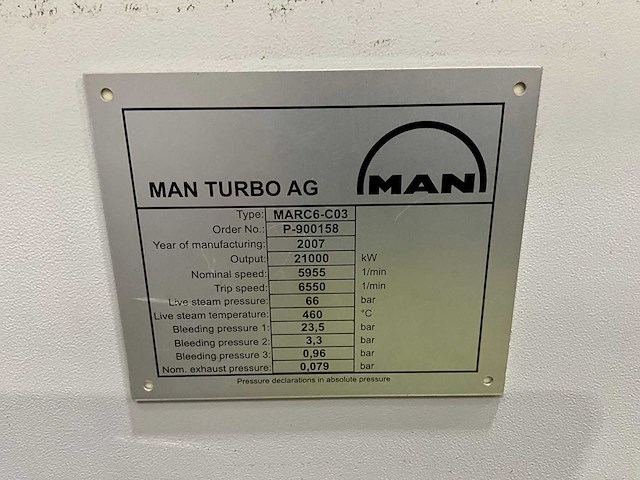 MAN TURBO AG
MAN
Type: MARC6-C03
Order No.: P-900158
Year of manufacturing: 2007
Output: 21000 kW
Nominal speed: 5955 1/min
Trip speed: 6550 1/min
Live steam pressure: 66 bar
Live steam temperature: 460 °C
Bleeding pressure 1: 23,5 bar
Bleeding pressure 2: 3,3 bar
Bleeding pressure 3: 0,96 bar
Nom. exhaust pressure: 0,079 bar
Pressure declarations in absolute pressure